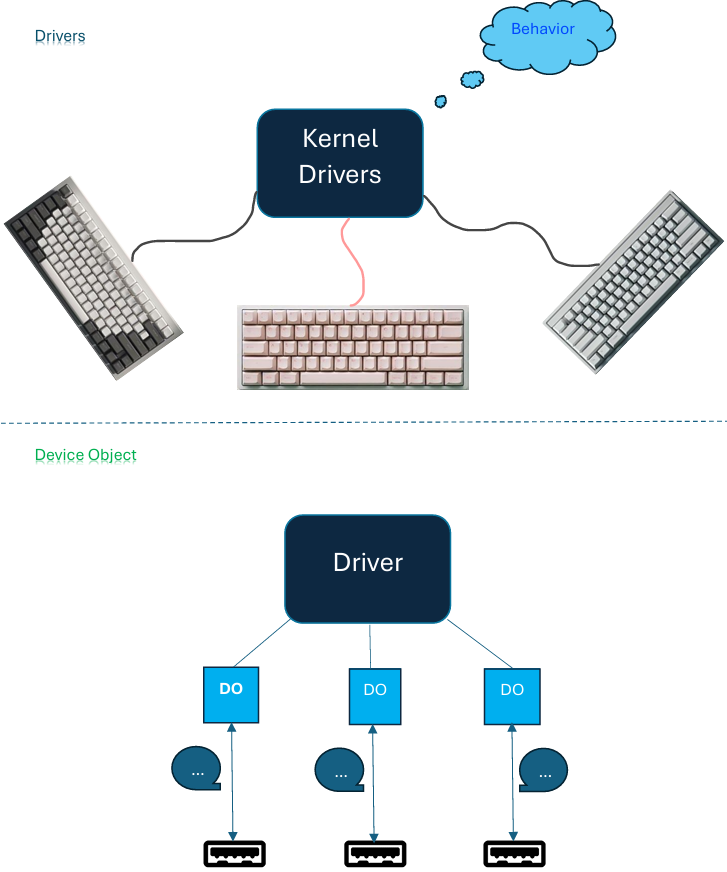 Drivers
Behavior
Kernel
Drivers
Device Object
Driver
DO
DO
DO
...
...
...